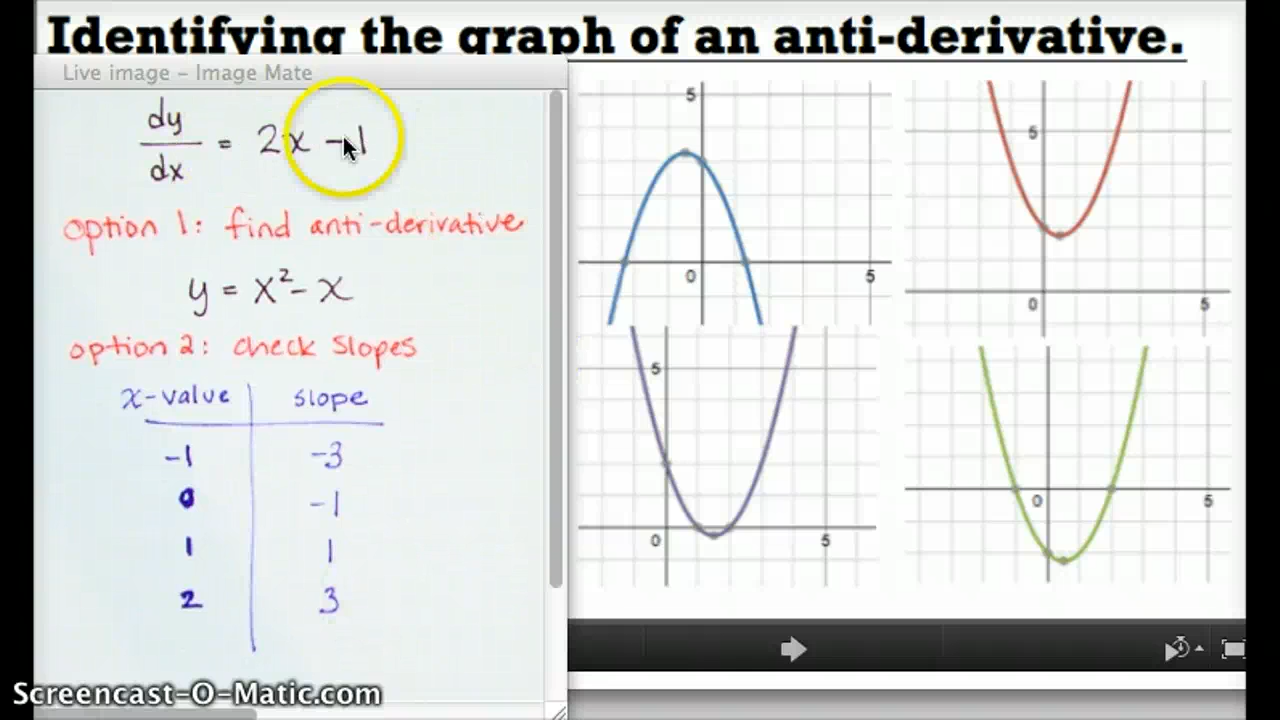 Identifying the graph of an anti-derivative.
Live image – Image Mate
dy
dx
= 2x - 1
option 1: find anti-derivative
y = x² - x
option 2: check slopes
x-value slope
-1 -3
0 -1
1 1
2 3
5
0 5
5
0 5
5
0 5
0 5
Screencast-O-Matic.com